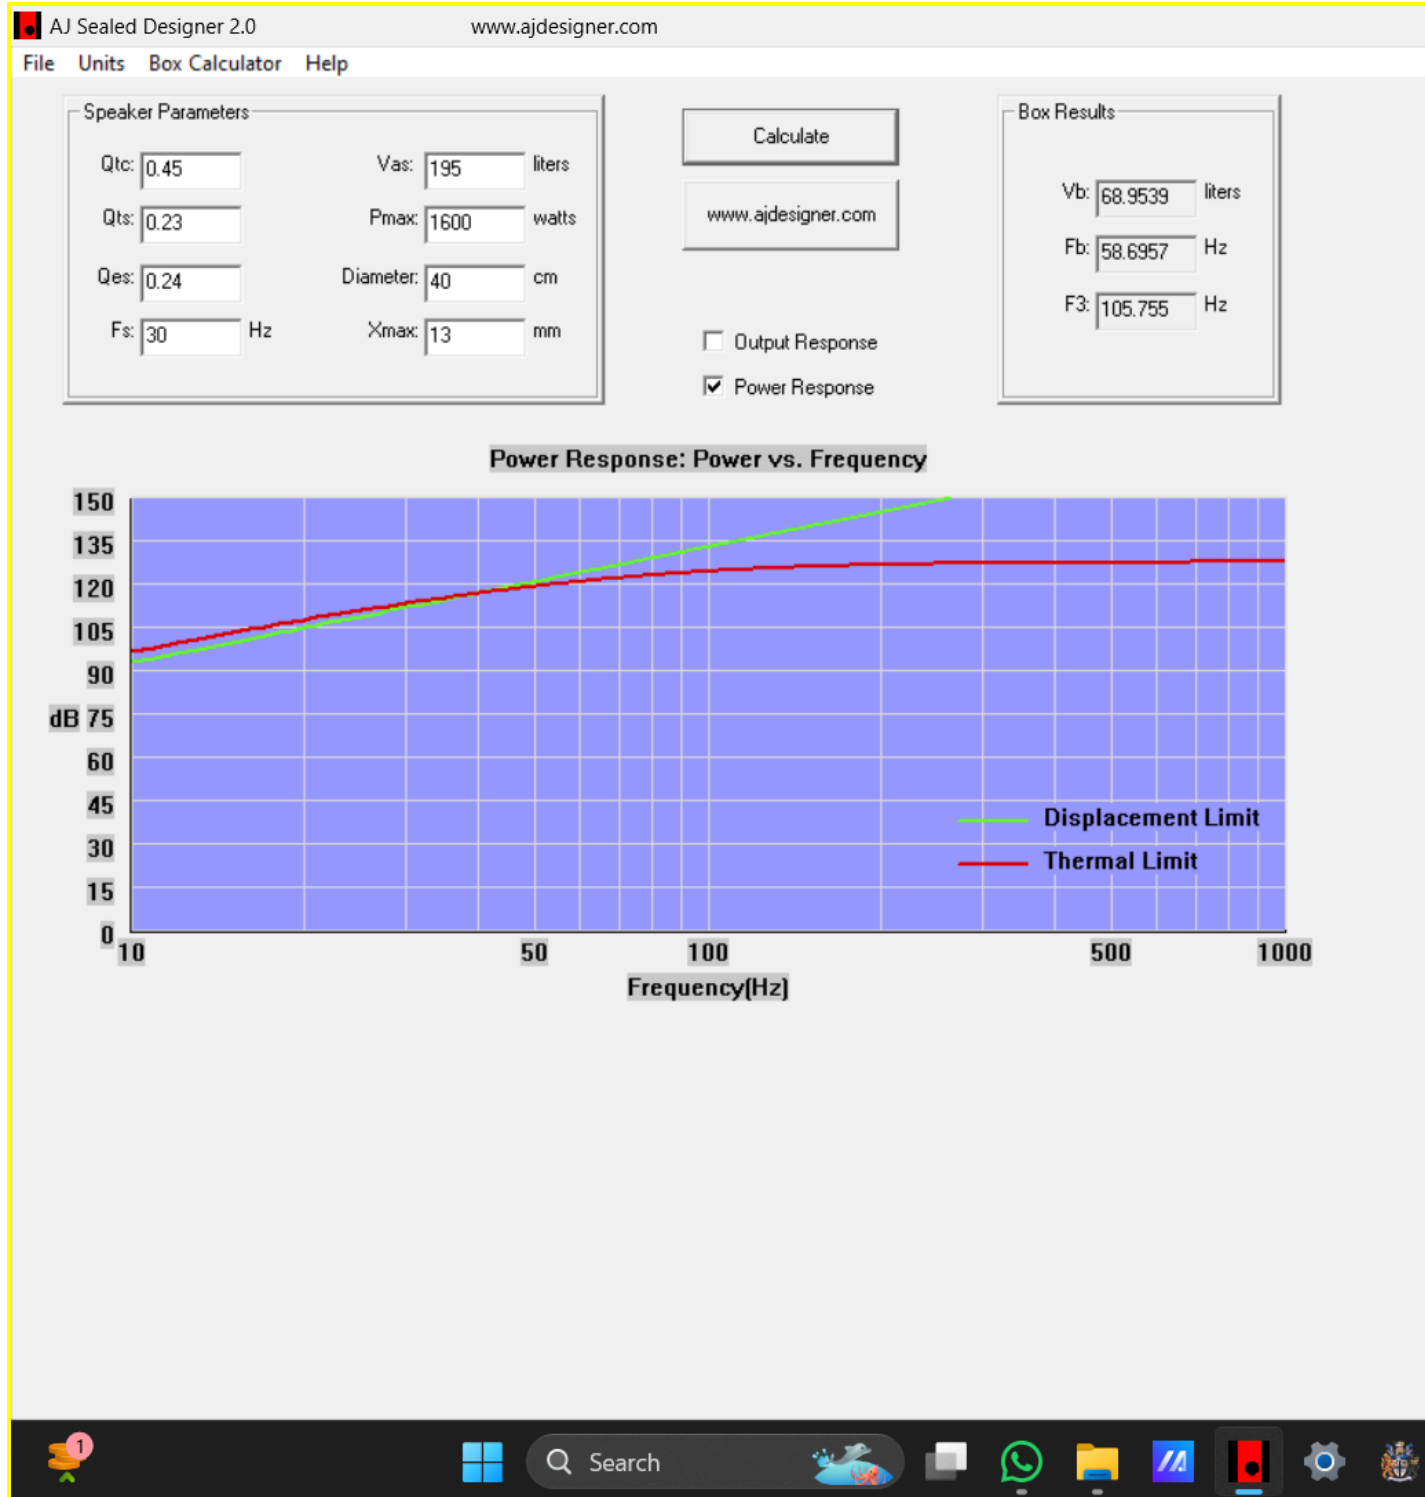 AJ Sealed Designer 2.0 www.ajdesigner.com
File Units Box Calculator Help
Speaker Parameters
Qtc: 0.45 Vas: 195 liters
Qts: 0.23 Pmax: 1600 watts
Qes: 0.24 Diameter: 40 cm
Fs: 30 Hz Xmax: 13 mm
Calculate
www.ajdesigner.com
Output Response
Power Response
Box Results
Vb: 68.9539 liters
Fb: 58.6957 Hz
F3: 105.755 Hz
Power Response: Power vs. Frequency
150
135
120
105
90
dB 75
60
45
30
15
0
Displacement Limit
Thermal Limit
10 50 100 500 1000
Frequency(Hz)
1
Search